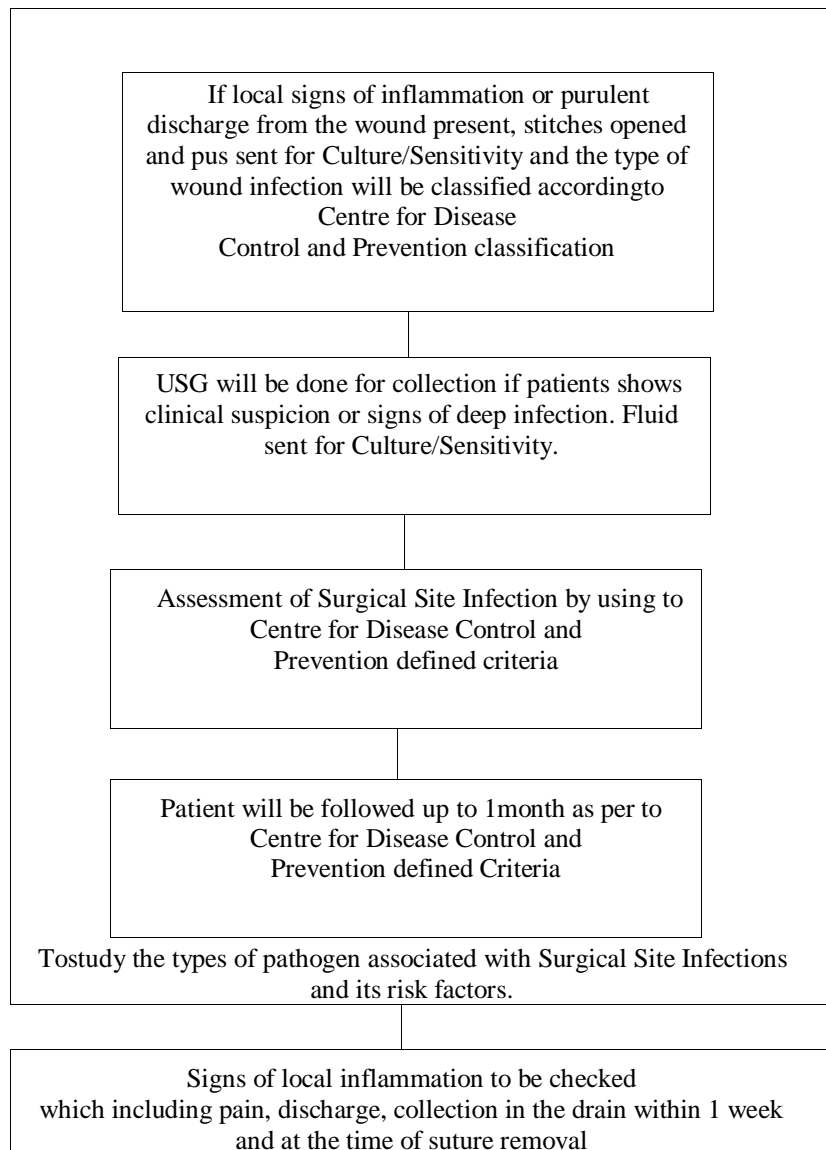 If local signs of inflammation or purulent
discharge from the wound present, stitches opened
and pus sent for Culture/Sensitivity and the type of
wound infection will be classified accordingto
Centre for Disease
Control and Prevention classification
USG will be done for collection if patients shows
clinical suspicion or signs of deep infection. Fluid
sent for Culture/Sensitivity.
Assessment of Surgical Site Infection by using to
Centre for Disease Control and
Prevention defined criteria
Patient will be followed up to 1month as per to
Centre for Disease Control and
Prevention defined Criteria
Tostudy the types of pathogen associated with Surgical Site Infections
and its risk factors.
Signs of local inflammation to be checked
which including pain, discharge, collection in the drain within 1 week
and at the time of suture removal